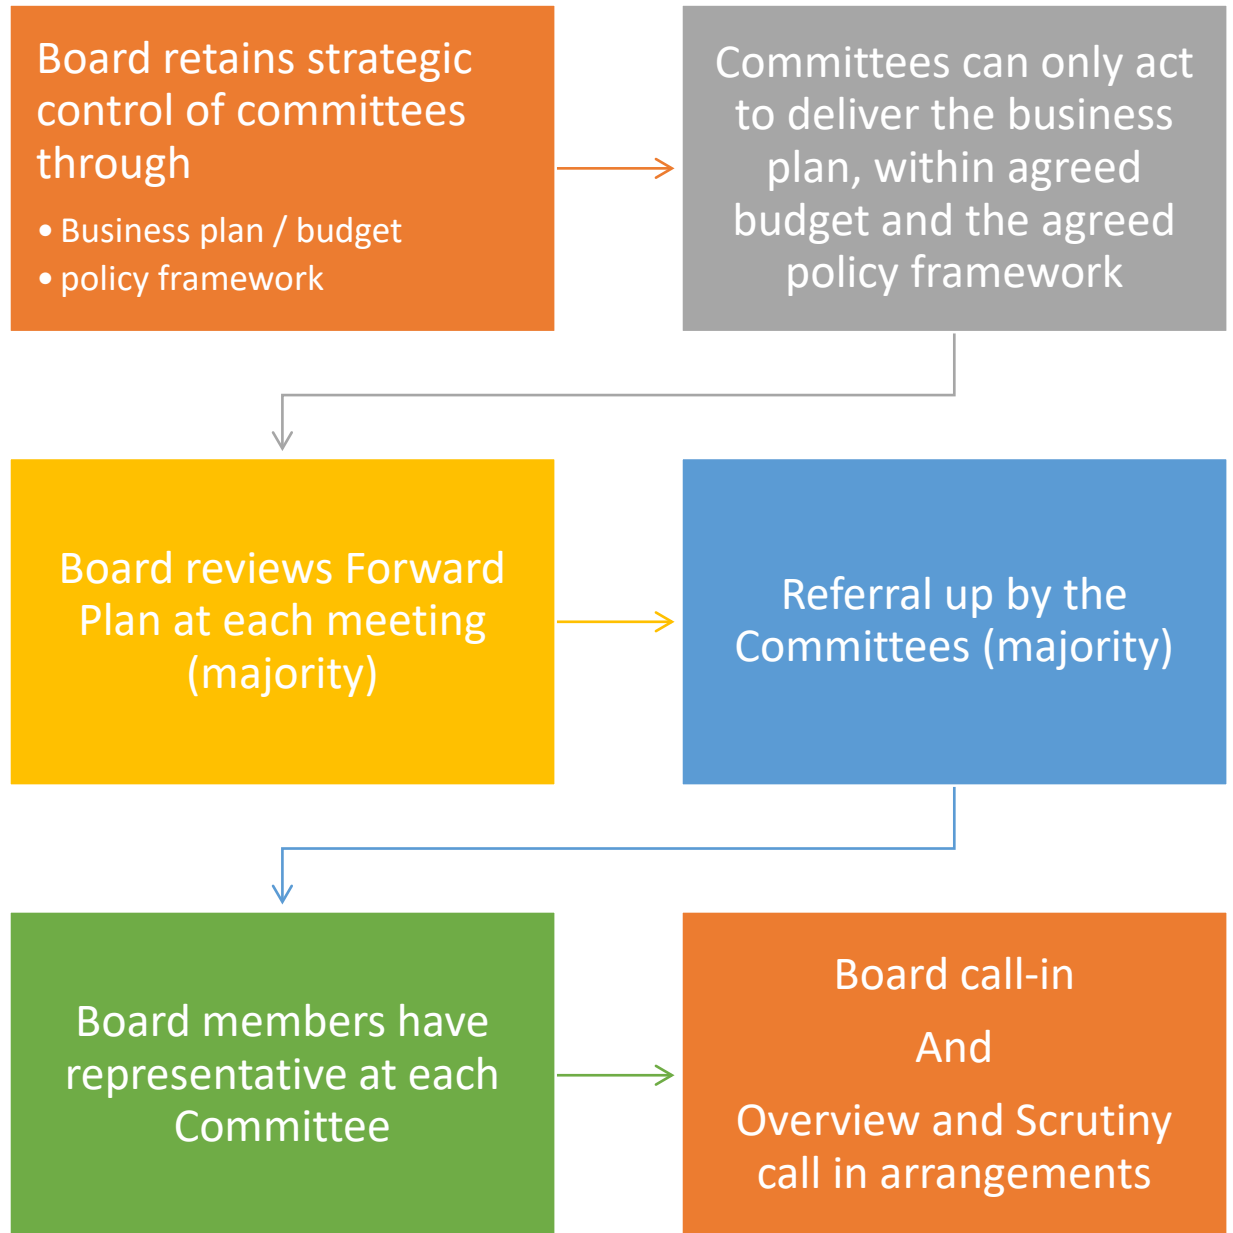 Board retains strategic
control of committees
through
• Business plan / budget
• policy framework
Committees can only act
to deliver the business
plan, within agreed
budget and the agreed
policy framework
Board reviews Forward
Plan at each meeting
(majority)
Referral up by the
Committees (majority)
Board members have
representative at each
Committee
Board call-in
And
Overview and Scrutiny
call in arrangements